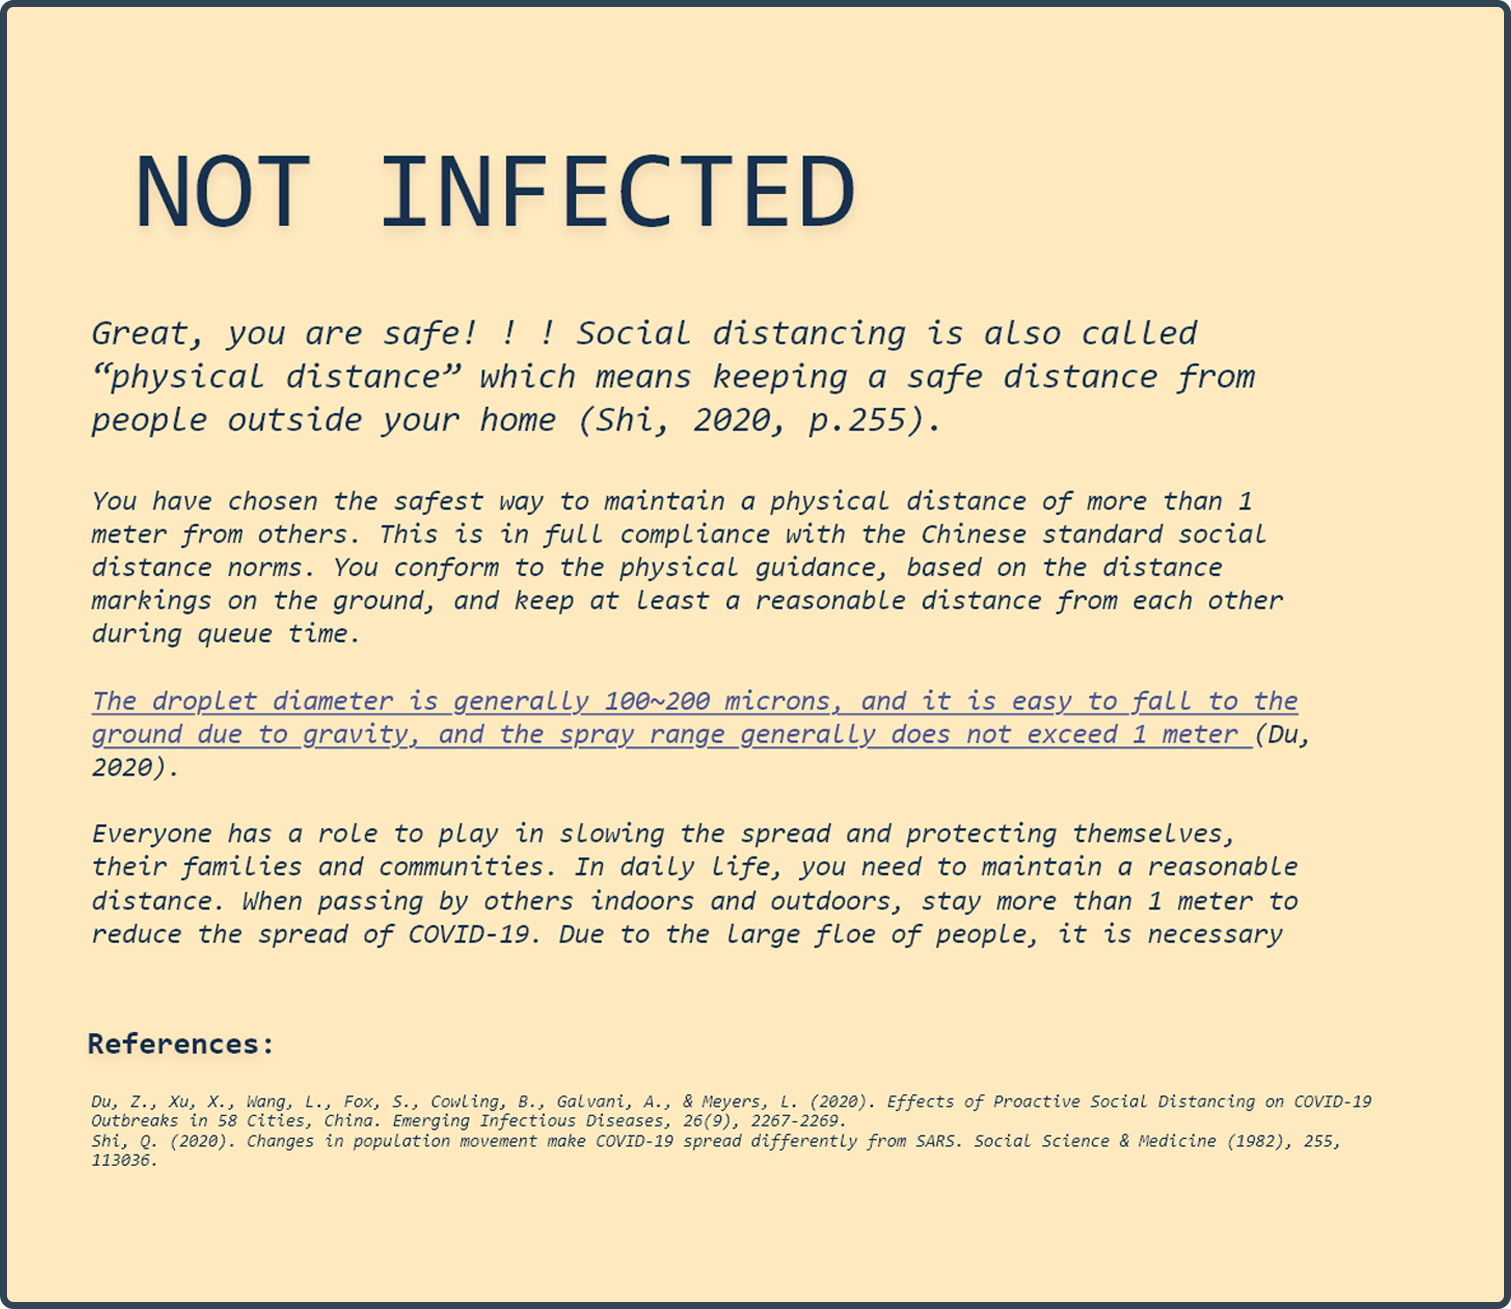 NOT INFECTED
Great, you are safe! ! ! Social distancing is also called
“physical distance” which means keeping a safe distance from
people outside your home (Shi, 2020, p.255).
You have chosen the safest way to maintain a physical distance of more than 1
meter from others. This is in full compliance with the Chinese standard social
distance norms. You conform to the physical guidance, based on the distance
markings on the ground, and keep at least a reasonable distance from each other
during queue time.
The droplet diameter is generally 100~200 microns, and it is easy to fall to the
ground due to gravity, and the spray range generally does not exceed 1 meter (Du,
2020).
Everyone has a role to play in slowing the spread and protecting themselves,
their families and communities. In daily life, you need to maintain a reasonable
distance. When passing by others indoors and outdoors, stay more than 1 meter to
reduce the spread of COVID-19. Due to the large floe of people, it is necessary
References:
Du, Z., Xu, X., Wang, L., Fox, S., Cowling, B., Galvani, A., & Meyers, L. (2020). Effects of Proactive Social Distancing on COVID-19
Outbreaks in 58 Cities, China. Emerging Infectious Diseases, 26(9), 2267-2269.
Shi, Q. (2020). Changes in population movement make COVID-19 spread differently from SARS. Social Science & Medicine (1982), 255,
113036.